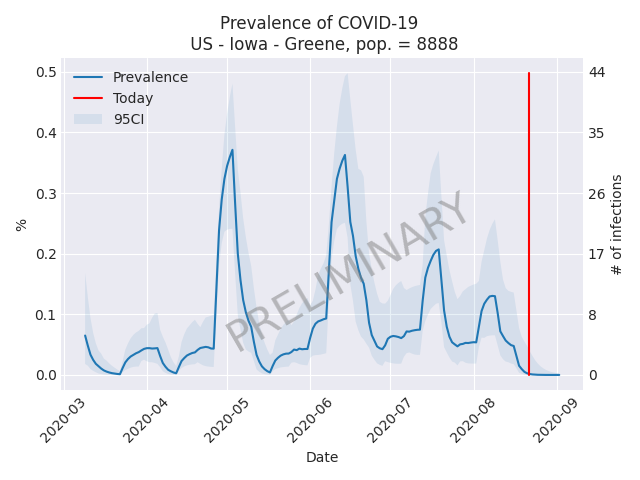 Prevalence of COVID-19
US - Iowa - Greene, pop. = 8888
Prevalence
Today
95CI
PRELIMINARY
0.5
0.4
0.3
0.2
0.1
0.0
%
44
35
26
17
8
0
# of infections
2020-03
2020-04
2020-05
2020-06
2020-07
2020-08
2020-09
Date